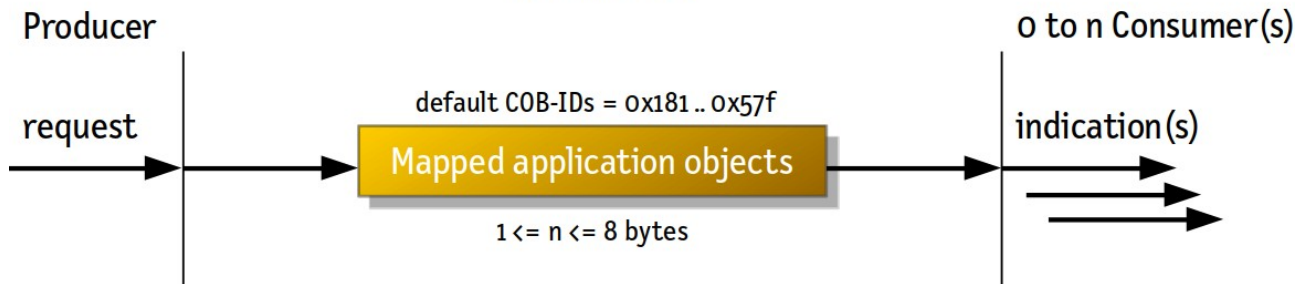 Producer
0 to n Consumer(s)
default COB-IDs = 0x181 .. 0x57f
request
indication(s)
Mapped application objects
1 <= n <= 8 bytes